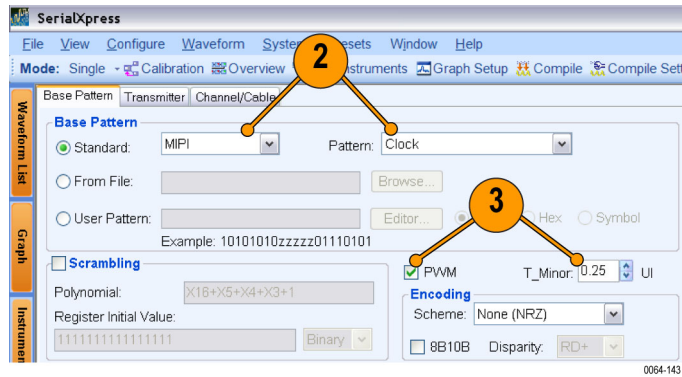 SerialXpress
File View Configure Waveform System Presets Window Help
Mode: Single Calibration Overview Instruments Graph Setup Compile Compile Sett
2
Base Pattern Transmitter Channel/Cable
Waveform List
Base Pattern
Standard: MIPI Pattern: Clock
From File: Browse...
3
User Pattern: Editor... Hex Symbol
Example: 10101010zzzzz01110101
Graph
Scrambling
PWM T_Minor: 0.25 UI
Polynomial: X16+X5+X4+X3+1
Encoding
Register Initial Value:
Scheme: None (NRZ)
1111111111111111 Binary
8B10B Disparity: RD+
Instrumen
0064-143